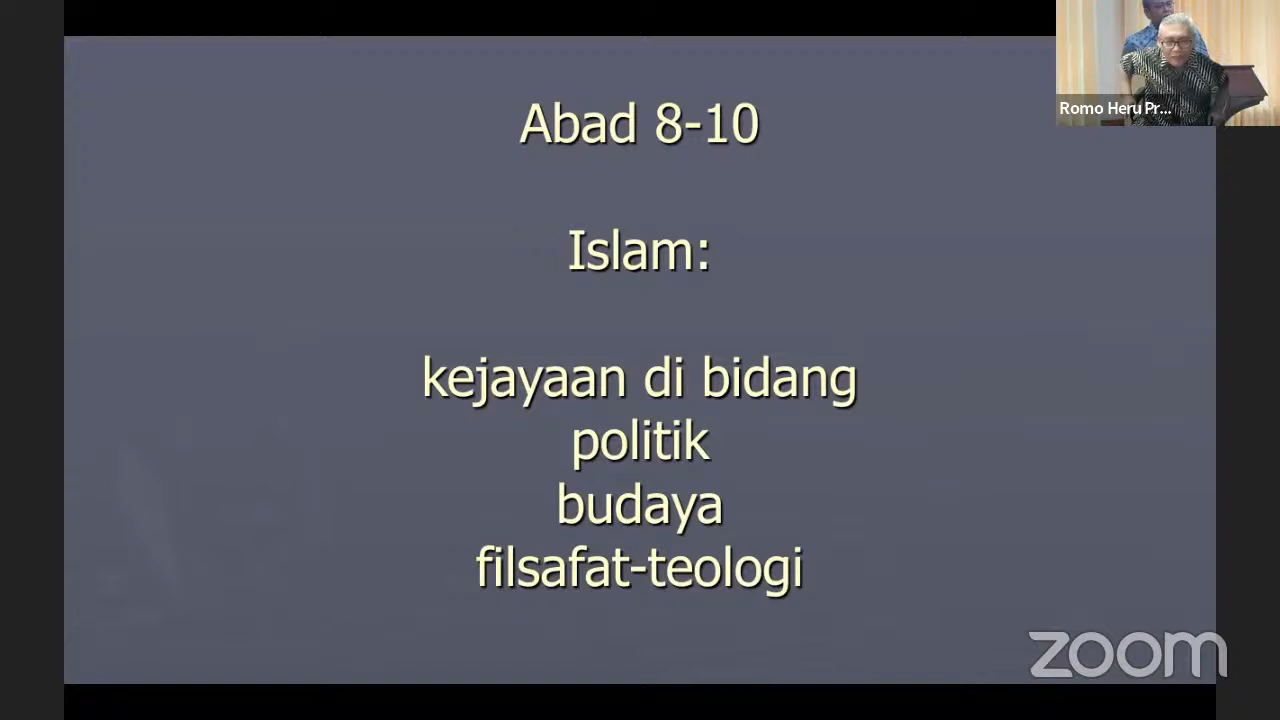 Abad 8-10
Islam:
kejayaan di bidang
politik
budaya
filsafat-teologi
Romo Heru Pr...
zoom